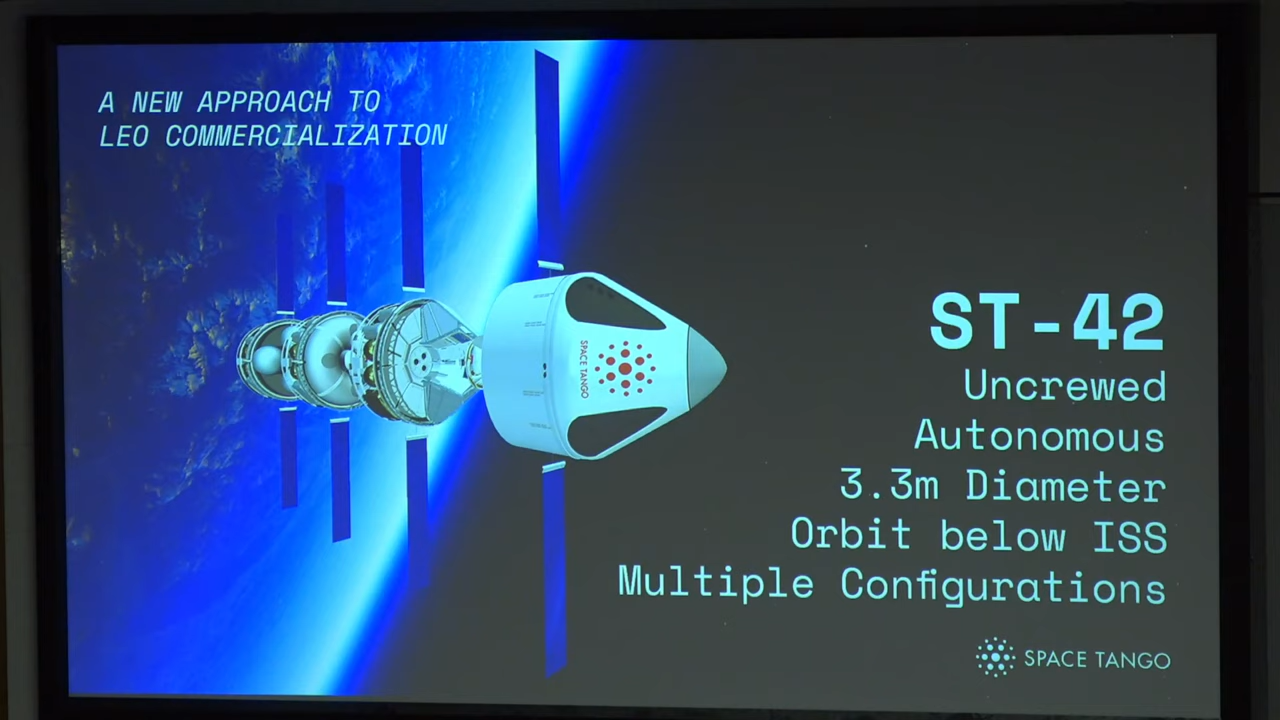 A NEW APPROACH TO
LEO COMMERCIALIZATION
SPACE TANGO
ST-42
Uncrewed
Autonomous
3.3m Diameter
Orbit below ISS
Multiple Configurations
SPACE TANGO